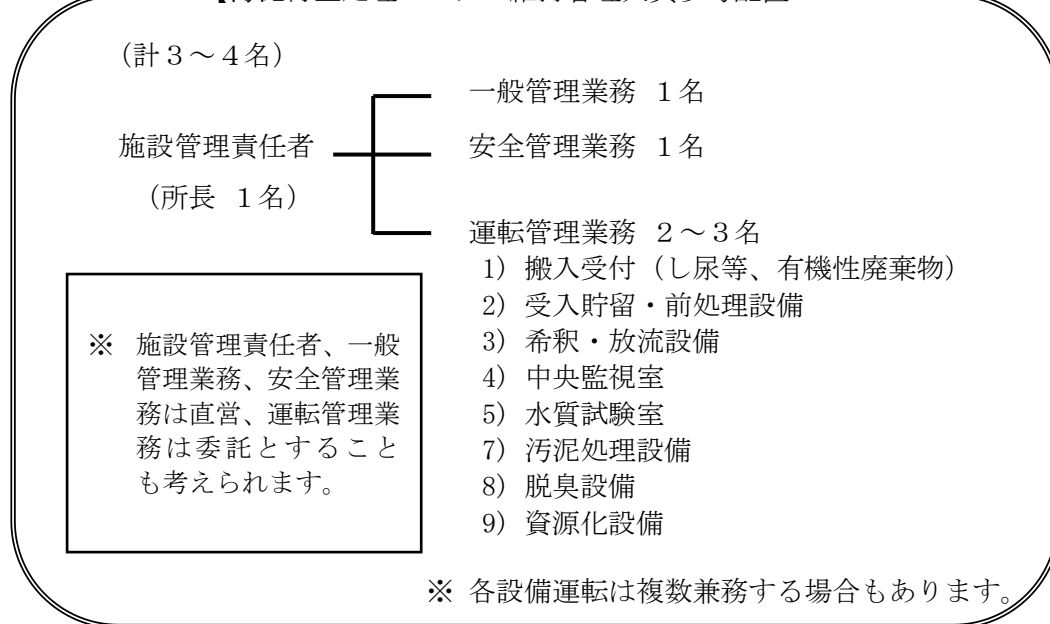 （計３～４名）
一般管理業務 １名
施設管理責任者
安全管理業務 １名
（所長 １名）
運転管理業務 ２～３名
1) 搬入受付（し尿等、有機性廃棄物）
2) 受入貯留・前処理設備
3) 希釈・放流設備
4) 中央監視室
5) 水質試験室
7) 汚泥処理設備
8) 脱臭設備
9) 資源化設備
※ 施設管理責任者、一般
管理業務、安全管理業
務は直営、運転管理業
務は委託とすること
も考えられます。
※ 各設備運転は複数兼務する場合もあります。